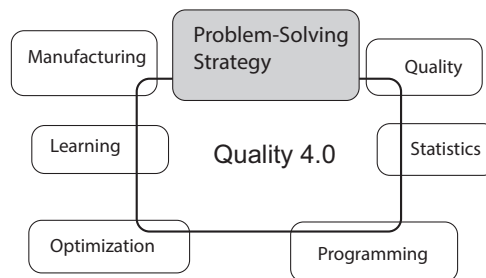 Problem-Solving
Strategy
Manufacturing
Quality
Learning
Quality 4.0
Statistics
Optimization
Programming